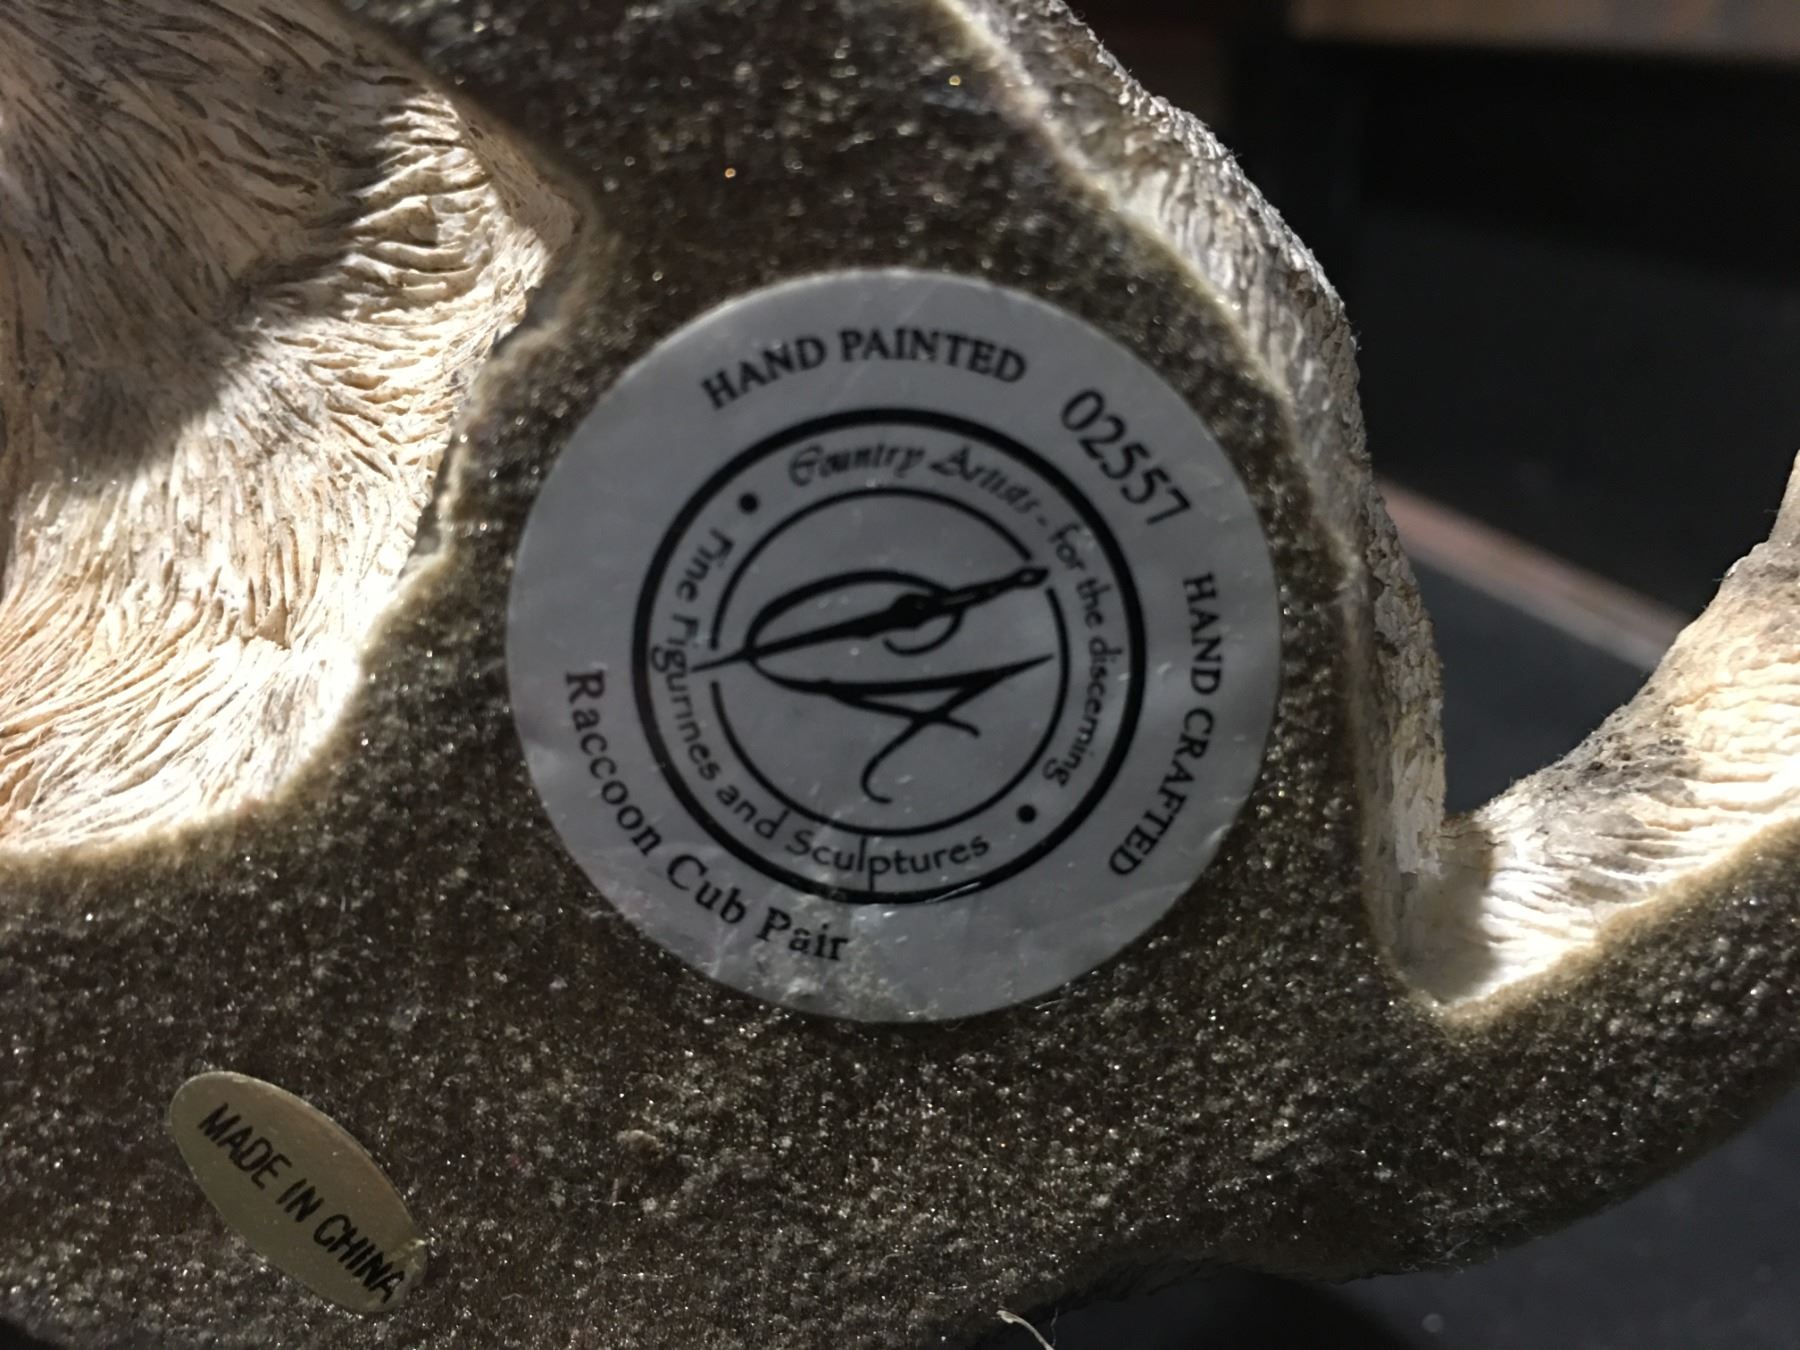 HAND PAINTED
02557
HAND CRAFTED
Country Artists - for the discerning
Fine Figurines and Sculptures
CA
Raccoon Cub Pair
MADE IN CHINA